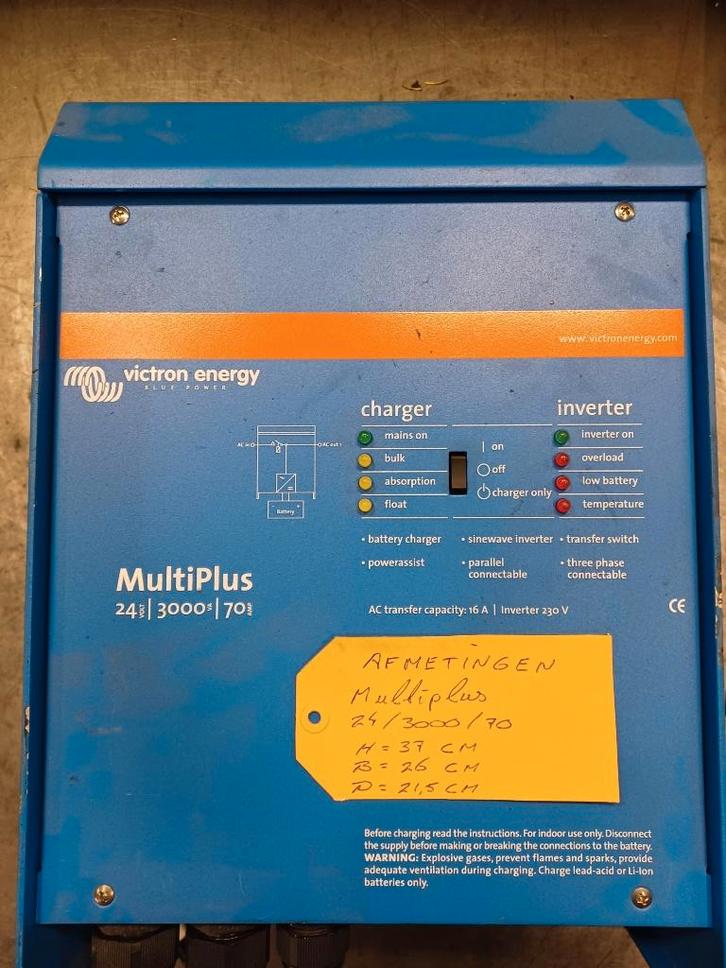 www.victronenergy.com
victron energy
BLUE POWER
charger
inverter
mains on
bulk
absorption
float
on
off
charger only
inverter on
overload
low battery
temperature
AC in
AC out 1
Battery
• battery charger • sinewave inverter • transfer switch
• powerassist • parallel connectable • three phase connectable
MultiPlus
24 VOLT | 3000 VA | 70 AMP
AC transfer capacity: 16 A | Inverter 230 V
CE
AFMETINGEN
Multiplus
24/3000/70
H = 37 CM
B = 26 CM
D = 21,5 CM
Before charging read the instructions. For indoor use only. Disconnect
the supply before making or breaking the connections to the battery.
WARNING: Explosive gases, prevent flames and sparks, provide
adequate ventilation during charging. Charge lead-acid or Li-Ion
batteries only.